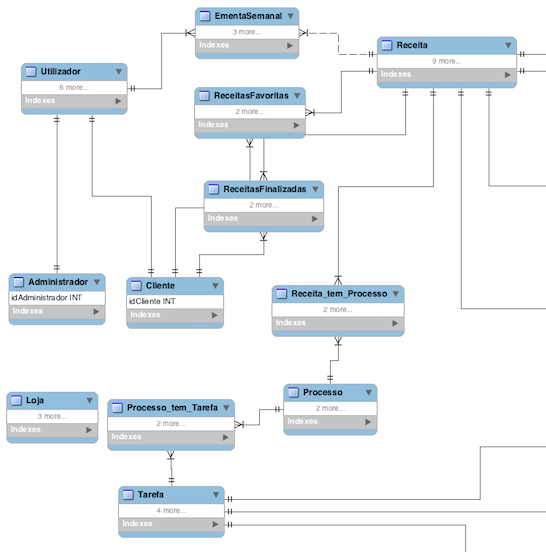 EmentaSemanal
3 more...
Indexes
Receita
9 more...
Indexes
Utilizador
6 more...
Indexes
ReceitasFavoritas
2 more...
Indexes
ReceitasFinalizadas
2 more...
Indexes
Administrador
idAdministrador INT
Indexes
Cliente
idCliente INT
Indexes
Receita_tem_Processo
2 more...
Indexes
Loja
3 more...
Indexes
Processo_tem_Tarefa
2 more...
Indexes
Processo
2 more...
Indexes
Tarefa
4 more...
Indexes